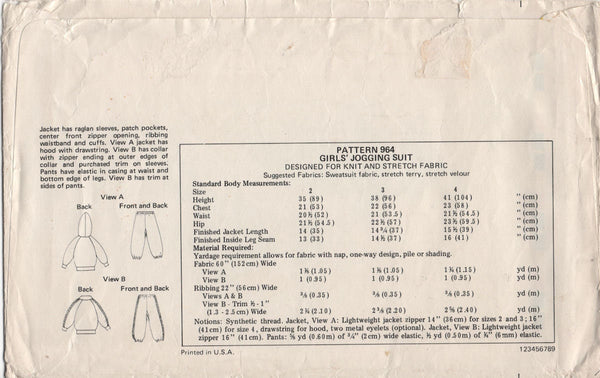 Jacket has raglan sleeves, patch pockets,
center front zipper opening, ribbing
waistband and cuffs. View A jacket has
hood with drawstring. View B has collar
with zipper ending at outer edges of
collar and purchased trim on sleeves.
Pants have elastic in casing at waist and
bottom edge of legs. View B has trim at
sides of pants.
View A
Back Front and Back
View B
Back Front and Back
PATTERN 964
GIRLS' JOGGING SUIT
DESIGNED FOR KNIT AND STRETCH FABRIC
Suggested Fabrics: Sweatsuit fabric, stretch terry, stretch velour
Standard Body Measurements:
Size 2 3 4
Height 35 (89) 38 (96) 41 (104) " (cm)
Chest 21 (53) 22 (56) 23 (58) " (cm)
Waist 20½ (52) 21 (53.5) 21½ (54.5) " (cm)
Hip 21½ (54.5) 22½ (57) 23½ (59.5) " (cm)
Finished Jacket Length 14 (35) 14¾ (37) 15½ (39) " (cm)
Finished Inside Leg Seam 13 (33) 14½ (37) 16 (41) " (cm)
Material Required:
Yardage requirement allows for fabric with nap, one-way design, pile or shading.
Fabric 60" (152cm) Wide
View A (1.05) (1.05) (1.15) yd (m)
View B 1 (0.95) 1 (0.95) 1 (0.95) yd (m)
Ribbing 22" (56cm) Wide
Views A & B ⅜ (0.35) ⅜ (0.35) ⅜ (0.35) yd (m)
View B - Trim ½ - 1"
(1.3 - 2.5cm) Wide 2¼ (2.10) (2.20) (2.40) yd (m)
Notions: Synthetic thread. Jacket, View A: Lightweight jacket zipper 14" (36cm) for sizes 2 and 3; 16"
(41cm) for size 4, drawstring for hood, two metal eyelets (optional). Jacket, View B: Lightweight
jacket zipper 16" (41cm). Pants: ⅝ yd (0.60m) of ¾" (2cm) wide elastic, ½ yd (0.50m) of ¼" (6mm) elastic.
Printed in U.S.A. 123456789